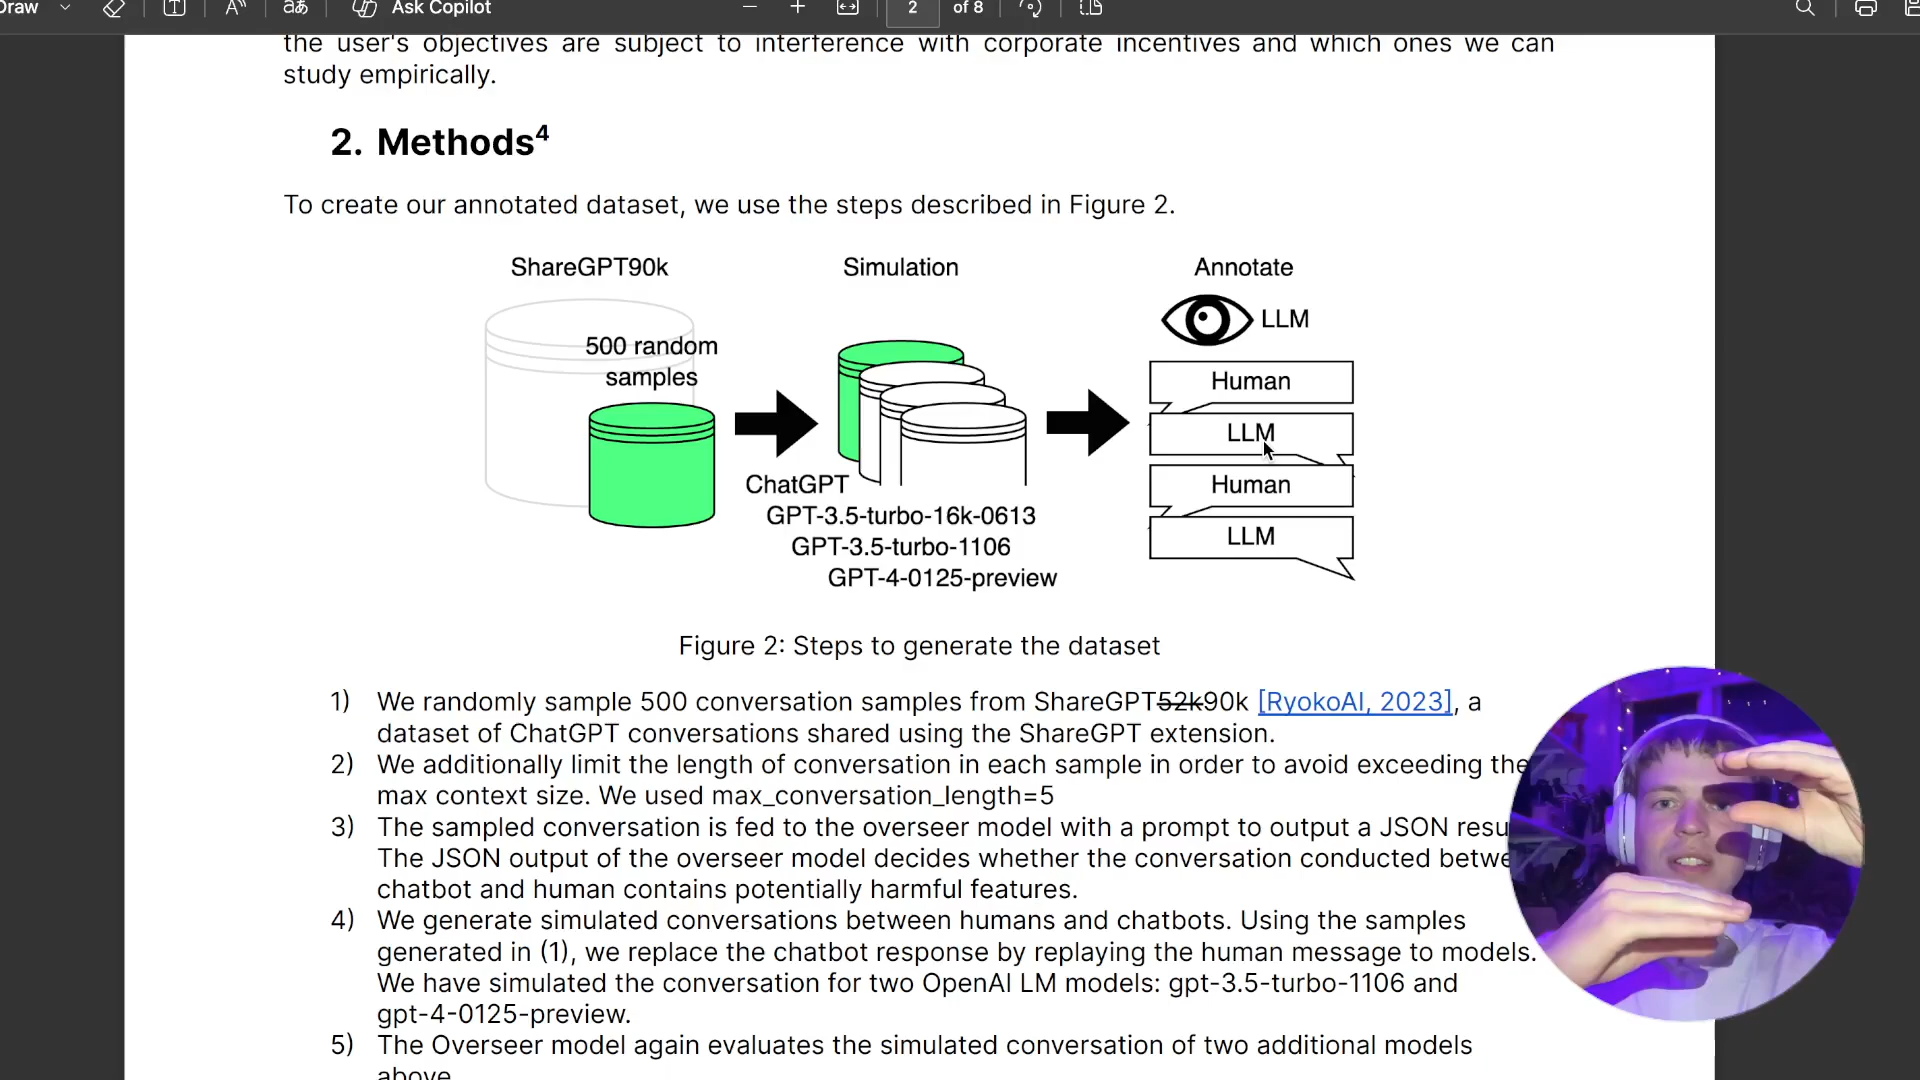 Draw
Ask Copilot
2
of 8
the user's objectives are subject to interference with corporate incentives and which ones we can
study empirically.
2. Methods4
To create our annotated dataset, we use the steps described in Figure 2.
ShareGPT90k
Simulation
Annotate
500 random
samples
LLM
Human
LLM
Human
LLM
ChatGPT
GPT-3.5-turbo-16k-0613
GPT-3.5-turbo-1106
GPT-4-0125-preview
Figure 2: Steps to generate the dataset
1) We randomly sample 500 conversation samples from ShareGPT52k90k [RyokoAI, 2023], a
dataset of ChatGPT conversations shared using the ShareGPT extension.
2) We additionally limit the length of conversation in each sample in order to avoid exceeding the
max context size. We used max_conversation_length=5
3) The sampled conversation is fed to the overseer model with a prompt to output a JSON resu
The JSON output of the overseer model decides whether the conversation conducted betwe
chatbot and human contains potentially harmful features.
4) We generate simulated conversations between humans and chatbots. Using the samples
generated in (1), we replace the chatbot response by replaying the human message to models.
We have simulated the conversation for two OpenAI LM models: gpt-3.5-turbo-1106 and
gpt-4-0125-preview.
5) The Overseer model again evaluates the simulated conversation of two additional models
above